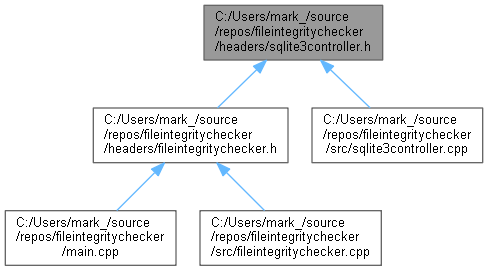 C:/Users/mark_/source
/repos/fileintegritychecker
/headers/sqlite3controller.h
C:/Users/mark_/source
/repos/fileintegritychecker
/headers/fileintegritychecker.h
C:/Users/mark_/source
/repos/fileintegritychecker
/src/sqlite3controller.cpp
C:/Users/mark_/source
/repos/fileintegritychecker
/main.cpp
C:/Users/mark_/source
/repos/fileintegritychecker
/src/fileintegritychecker.cpp